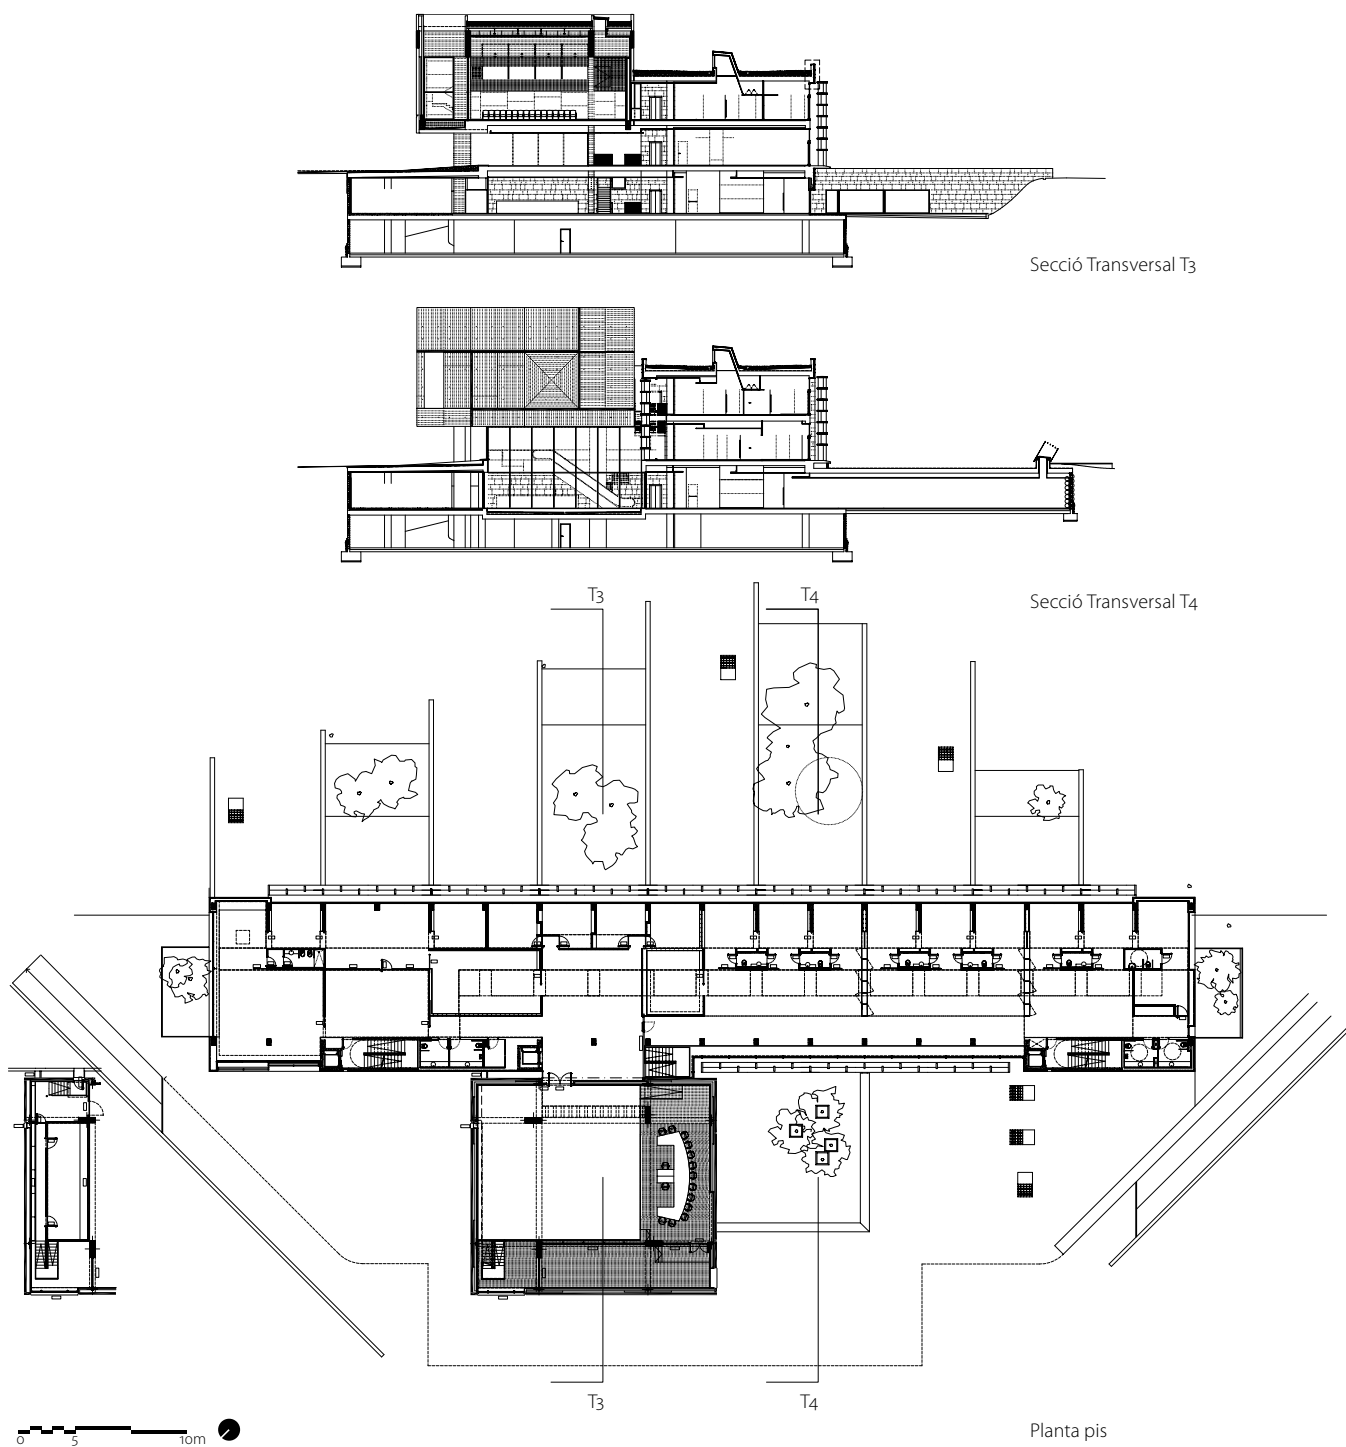 Secció Transversal T3
Secció Transversal T4
T3
T4
T3
T4
0 5 10m
Planta pis